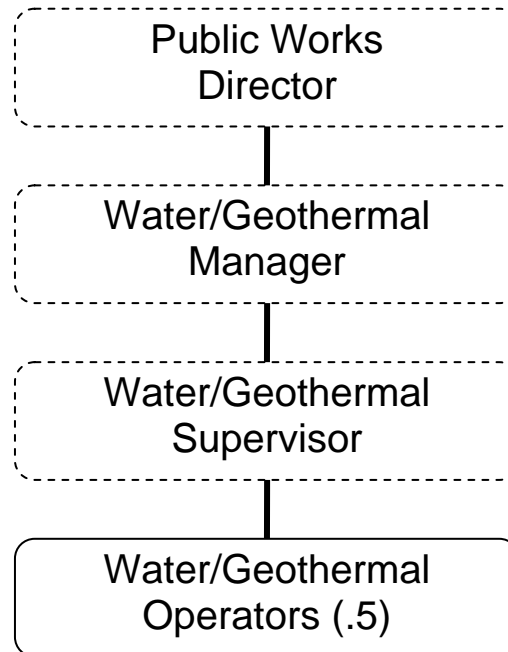 Public Works
Director
Water/Geothermal
Manager
Water/Geothermal
Supervisor
Water/Geothermal
Operators (.5)